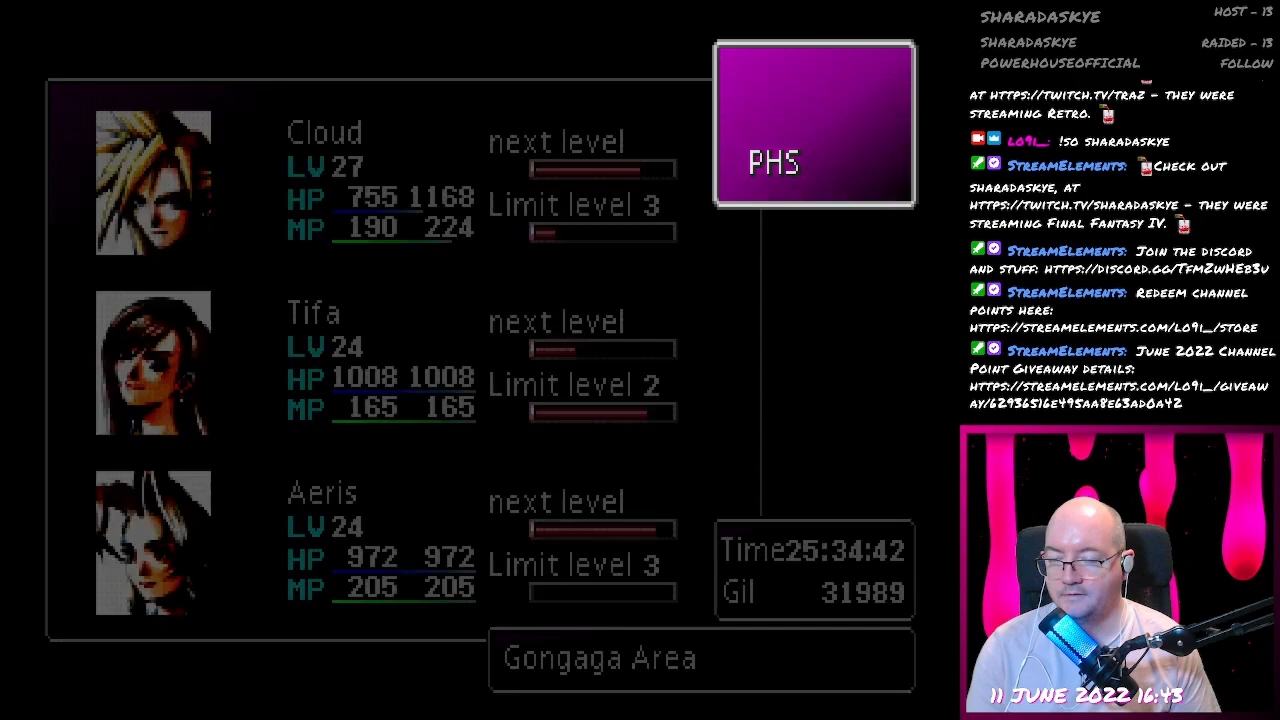 SHARADASKYE HOST - 13
SHARADASKYE RAIDED - 13
POWERHOUSEOFFICIAL FOLLOW
AT HTTPS://TWITCH.TV/TRAZ - THEY WERE
STREAMING RETRO.
LO9I_: !SO SHARADASKYE
STREAMELEMENTS: CHECK OUT
SHARADASKYE, AT
HTTPS://TWITCH.TV/SHARADASKYE - THEY WERE
STREAMING FINAL FANTASY IV.
STREAMELEMENTS: JOIN THE DISCORD
AND STUFF: HTTPS://DISCORD.GG/TFMZWHE83U
STREAMELEMENTS: REDEEM CHANNEL
POINTS HERE:
HTTPS://STREAMELEMENTS.COM/LO9I_/STORE
STREAMELEMENTS: JUNE 2022 CHANNEL
POINT GIVEAWAY DETAILS:
HTTPS://STREAMELEMENTS.COM/LO9I_/GIVEAW
AY/62936516E495AA8E63AD0A42
PHS
Cloud
LV 27
HP 755 1168
MP 190 224
next level
Limit level 3
Tifa
LV 24
HP 1008 1008
MP 165 165
next level
Limit level 2
Aeris
LV 24
HP 972 972
MP 205 205
next level
Limit level 3
Time 25:34:42
Gil 31989
Gongaga Area
11 JUNE 2022 16:43